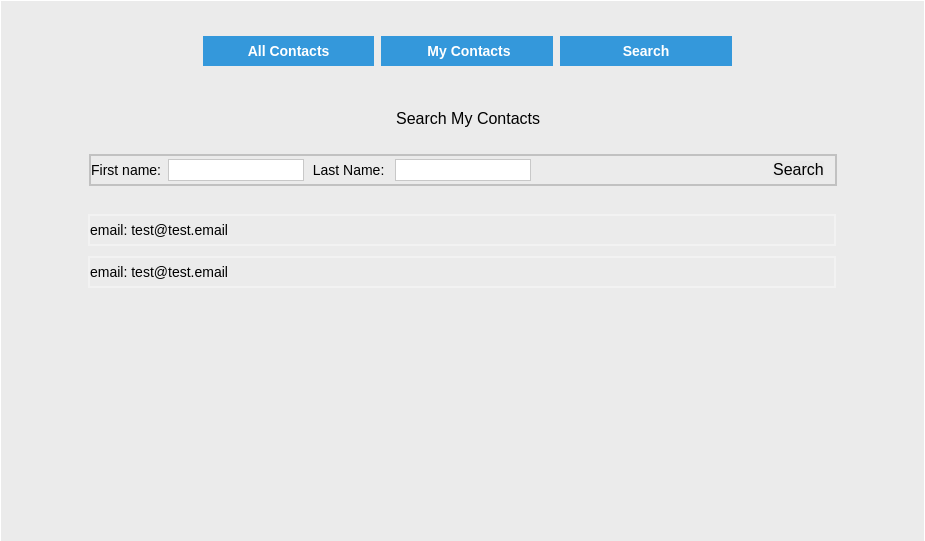 All Contacts My Contacts Search
Search My Contacts
First name: Last Name: Search
email: test@test.email
email: test@test.email